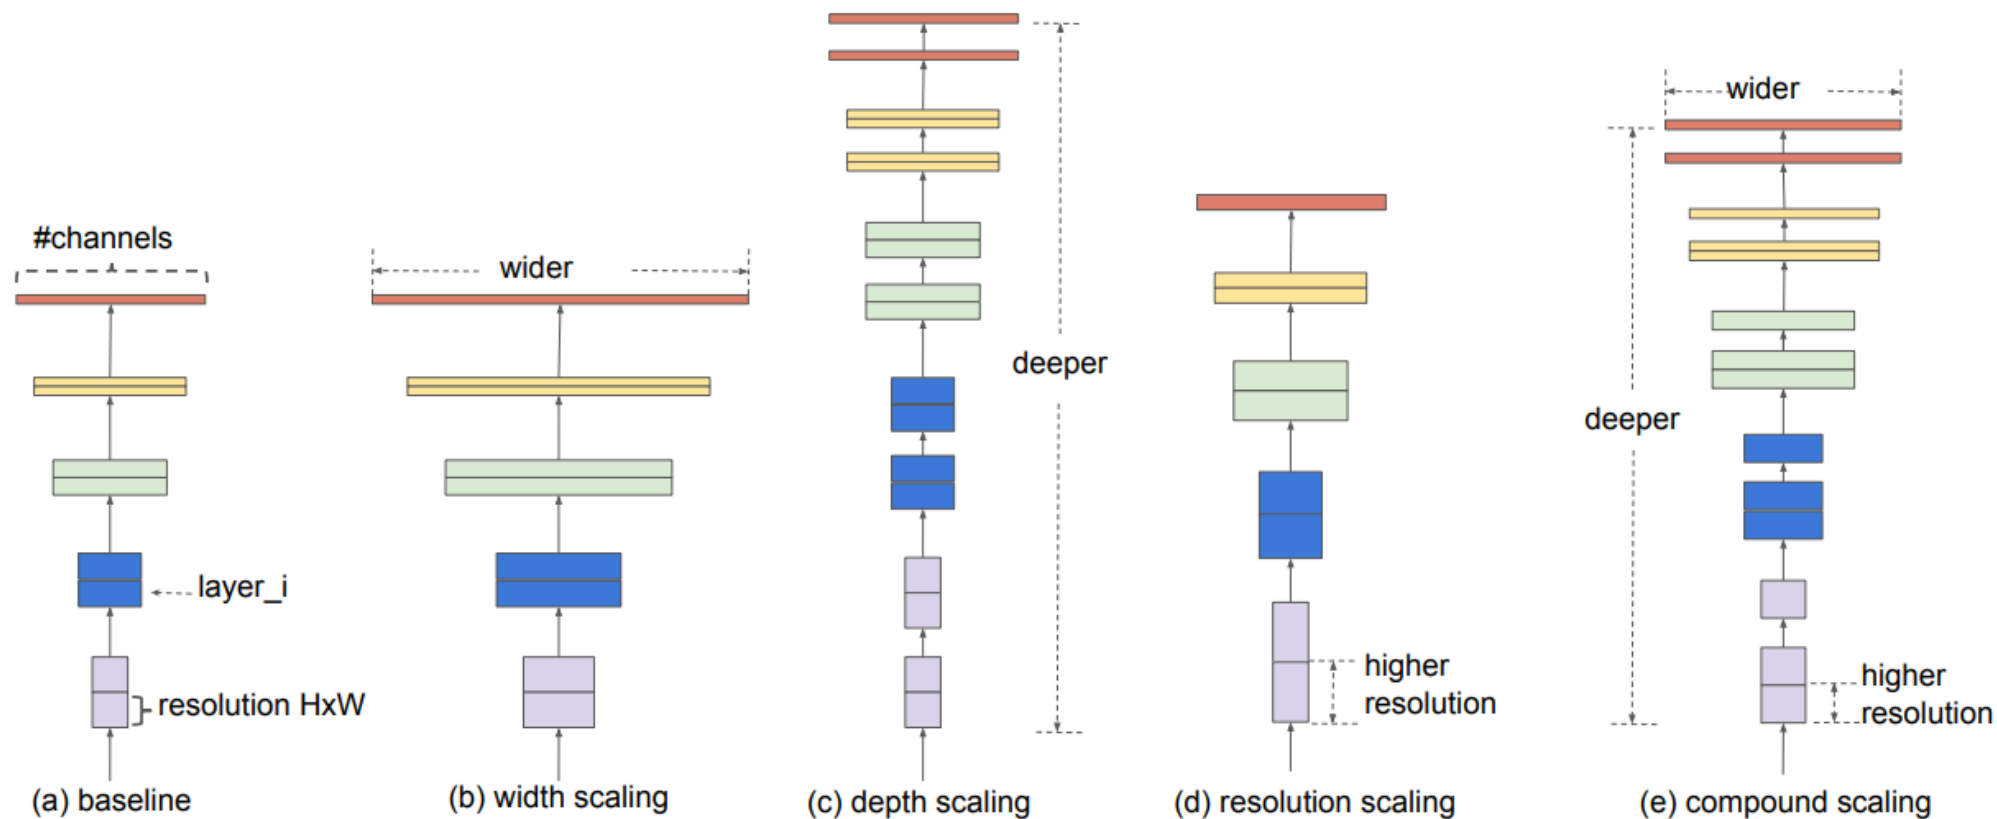 #channels
layer_i
resolution HxW
(a) baseline
wider
(b) width scaling
deeper
(c) depth scaling
higher
resolution
(d) resolution scaling
wider
deeper
higher
resolution
(e) compound scaling